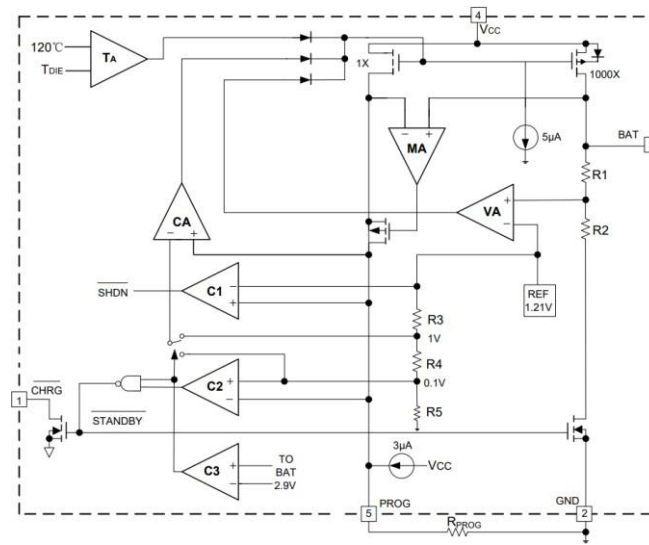 4
VCC
120℃
TDIE
TA
1X
1000X
MA
5μA
BAT
R1
CA
VA
R2
SHDN
C1
REF
1.21V
R3
1V
R4
0.1V
CHRG
1
C2
STANDBY
R5
C3
TO
BAT
2.9V
3μA
VCC
PROG
5
RPROG
GND
2